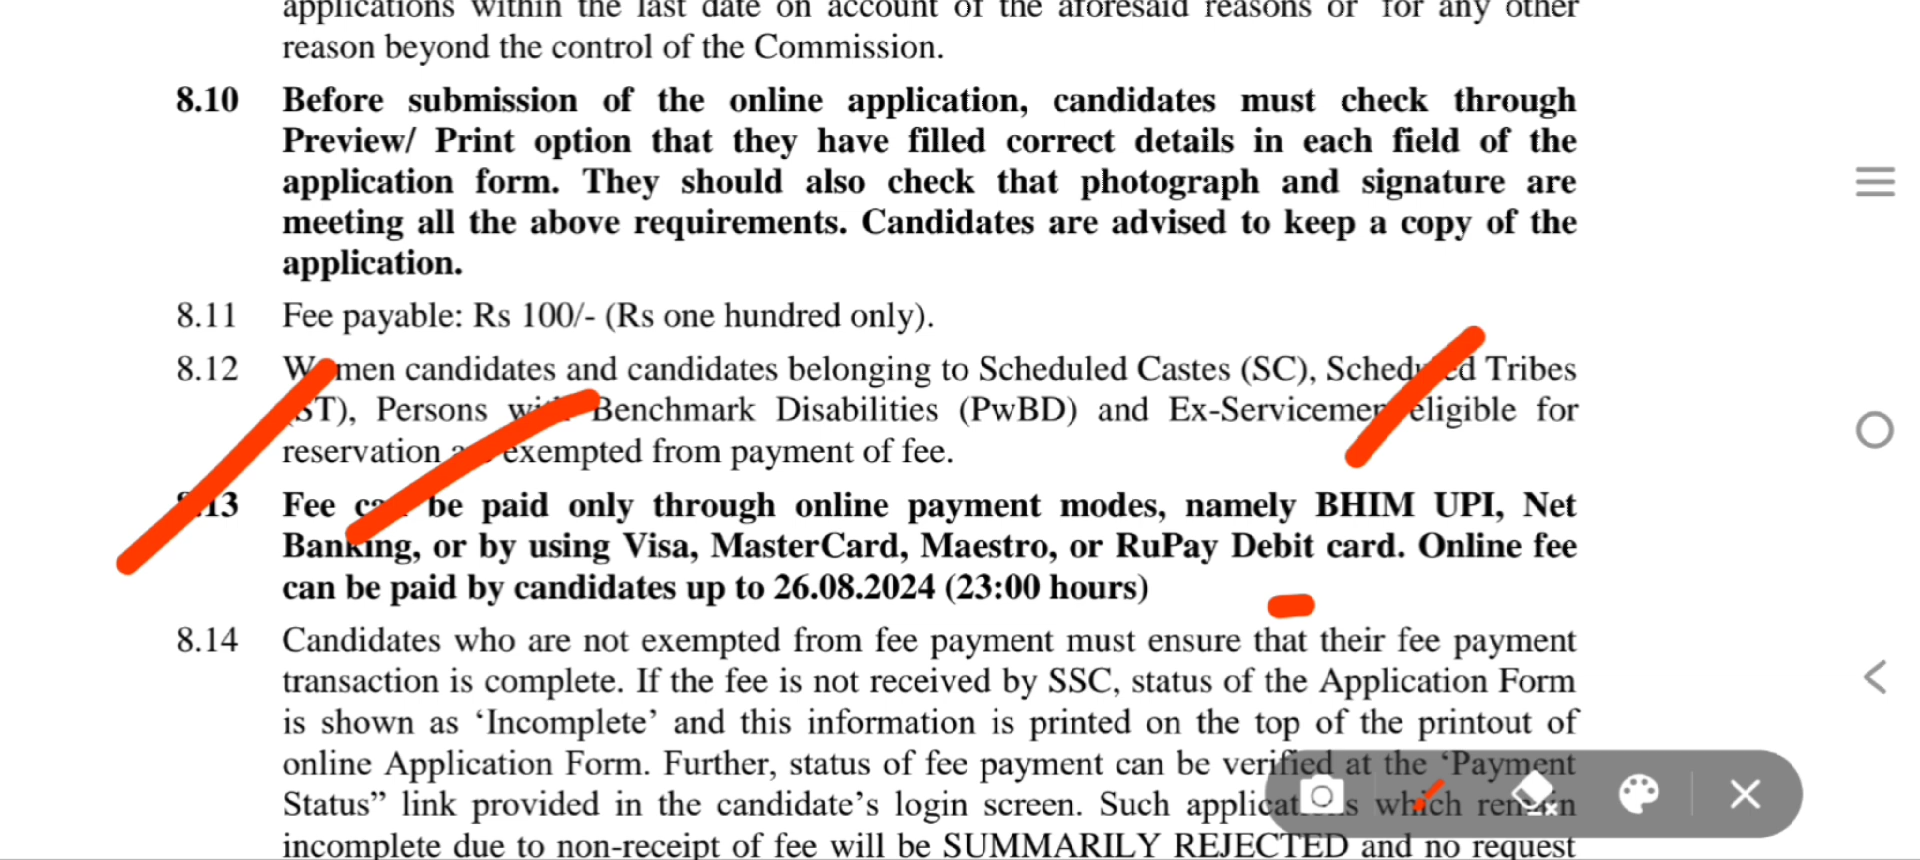 applications within the last date on account of the aforesaid reasons or for any other
reason beyond the control of the Commission.
8.10 Before submission of the online application, candidates must check through
Preview/ Print option that they have filled correct details in each field of the
application form. They should also check that photograph and signature are
meeting all the above requirements. Candidates are advised to keep a copy of the
application.
8.11 Fee payable: Rs 100/- (Rs one hundred only).
8.12 Women candidates and candidates belonging to Scheduled Castes (SC), Scheduled Tribes
(ST), Persons with Benchmark Disabilities (PwBD) and Ex-Servicemen eligible for
reservation are exempted from payment of fee.
8.13 Fee can be paid only through online payment modes, namely BHIM UPI, Net
Banking, or by using Visa, MasterCard, Maestro, or RuPay Debit card. Online fee
can be paid by candidates up to 26.08.2024 (23:00 hours)
8.14 Candidates who are not exempted from fee payment must ensure that their fee payment
transaction is complete. If the fee is not received by SSC, status of the Application Form
is shown as ‘Incomplete’ and this information is printed on the top of the printout of
online Application Form. Further, status of fee payment can be verified at the ‘Payment
Status” link provided in the candidate’s login screen. Such applications which remain
incomplete due to non-receipt of fee will be SUMMARILY REJECTED and no request